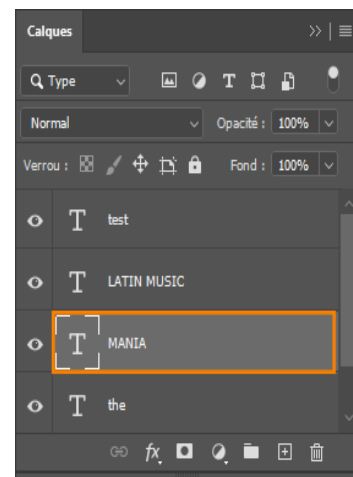 Calques
Type
Normal Opacité : 100%
Verrou : Fond : 100%
T test
T LATIN MUSIC
T MANIA
T the
fx